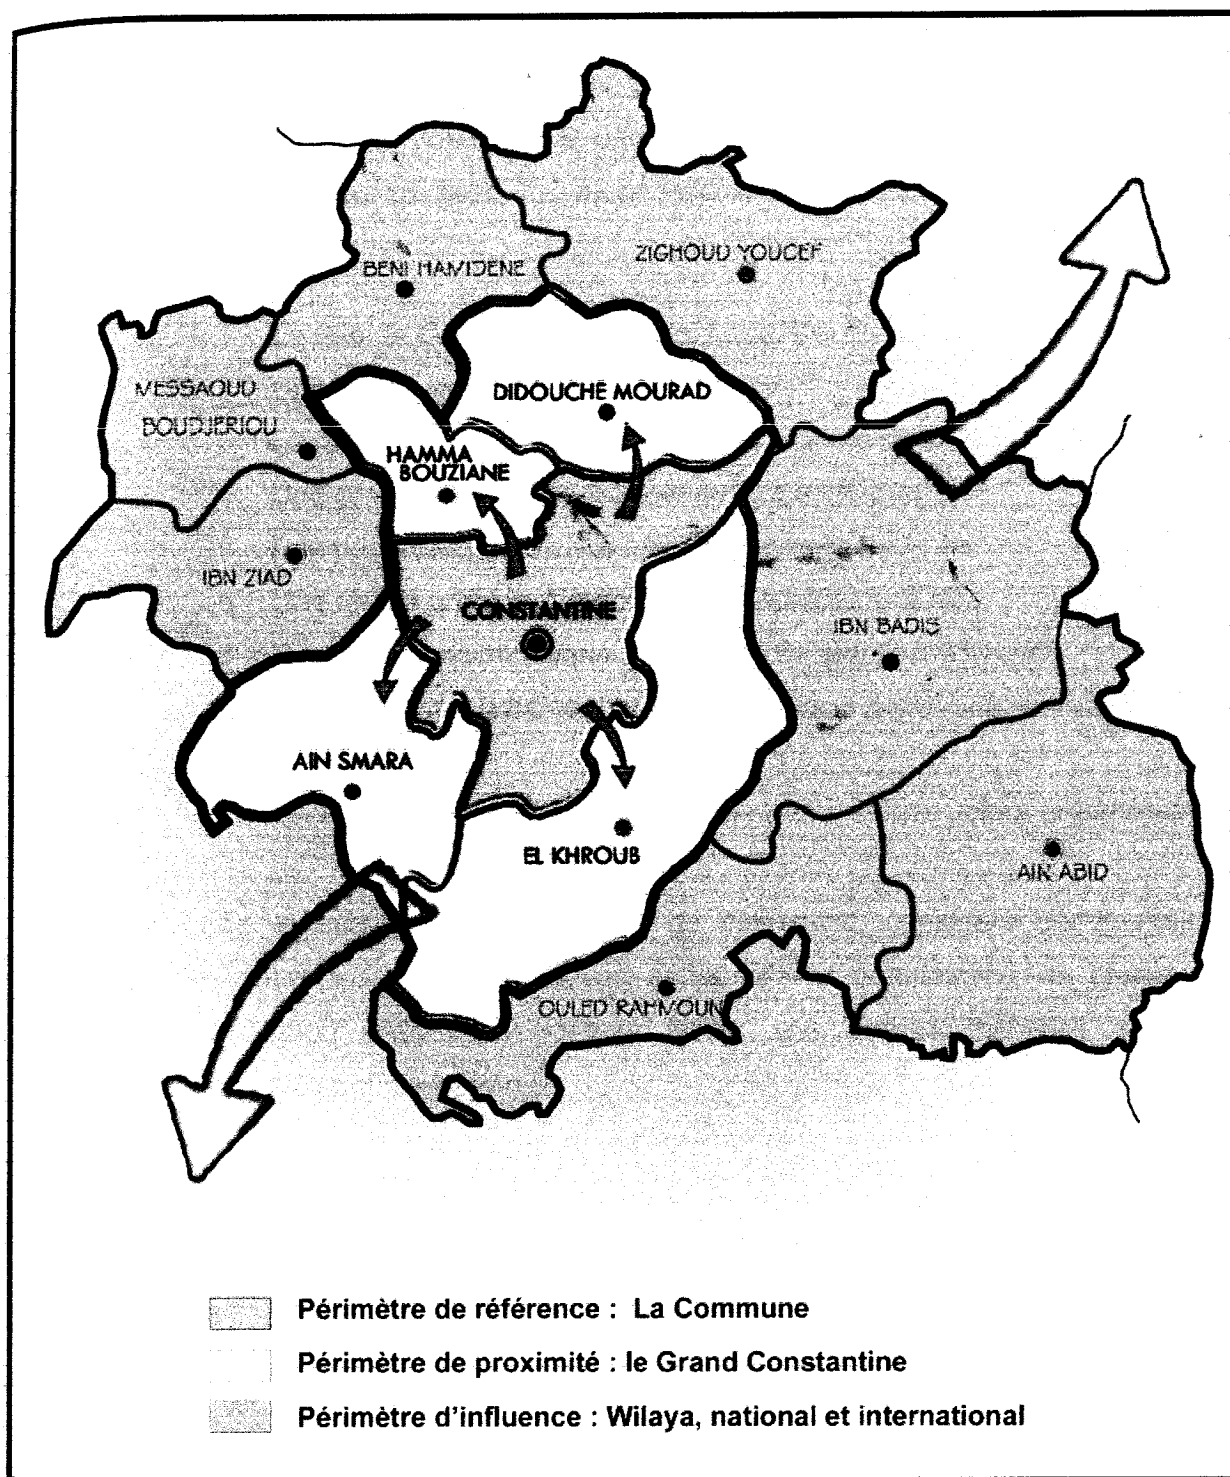 ZIGHOUD YOUCEF
BENI HAMIDENE
MESSAOUD
BOUDJERIOU
DIDOUCHE MOURAD
HAMMA
BOUZIANE
IBN ZIAD
CONSTANTINE
IBN BADIS
AIN SMARA
EL KHROUB
AIN ABID
OULED RAHMOUN
Périmètre de référence : La Commune
Périmètre de proximité : le Grand Constantine
Périmètre d'influence : Wilaya, national et international